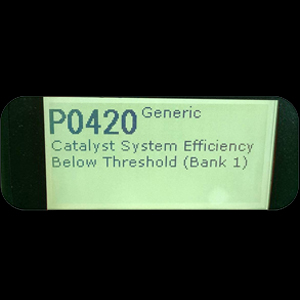 P0420 Generic
Catalyst System Efficiency
Below Threshold (Bank 1)